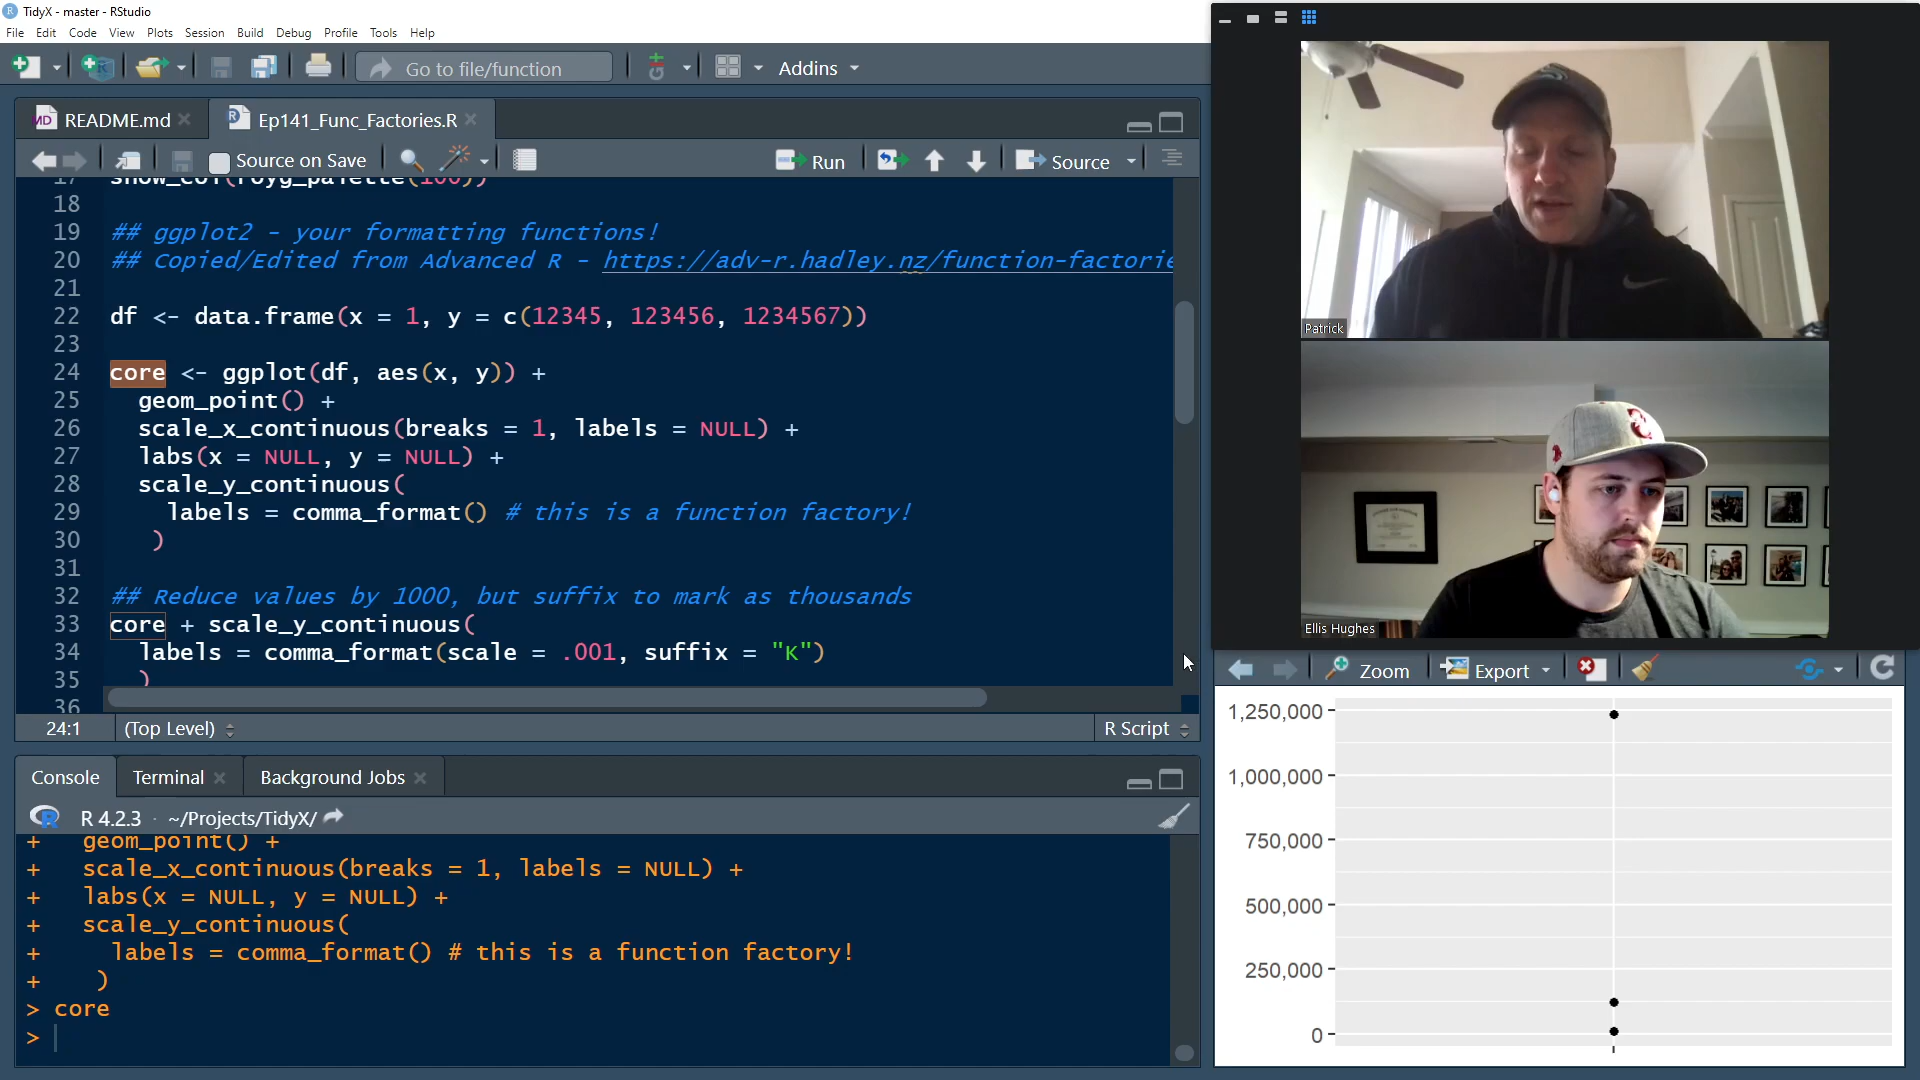 TidyX - master - RStudio
File Edit Code View Plots Session Build Debug Profile Tools Help
Go to file/function
Addins
README.md
Ep141_Func_Factories.R
Source on Save
Run
Source
17 show_col(royg_palette(100))
18
19 ## ggplot2 - your formatting functions!
20 ## Copied/Edited from Advanced R - https://adv-r.hadley.nz/function-factorie
21
22 df <- data.frame(x = 1, y = c(12345, 123456, 1234567))
23
24 core <- ggplot(df, aes(x, y)) +
25 geom_point() +
26 scale_x_continuous(breaks = 1, labels = NULL) +
27 labs(x = NULL, y = NULL) +
28 scale_y_continuous(
29 labels = comma_format() # this is a function factory!
30 )
31
32 ## Reduce values by 1000, but suffix to mark as thousands
33 core + scale_y_continuous(
34 labels = comma_format(scale = .001, suffix = "K")
35 )
36
24:1 (Top Level) R Script
Console Terminal Background Jobs
R 4.2.3 · ~/Projects/TidyX/
+ geom_point() +
+ scale_x_continuous(breaks = 1, labels = NULL) +
+ labs(x = NULL, y = NULL) +
+ scale_y_continuous(
+ labels = comma_format() # this is a function factory!
+ )
> core
>
Patrick
Ellis Hughes
Zoom Export
1,250,000
1,000,000
750,000
500,000
250,000
0